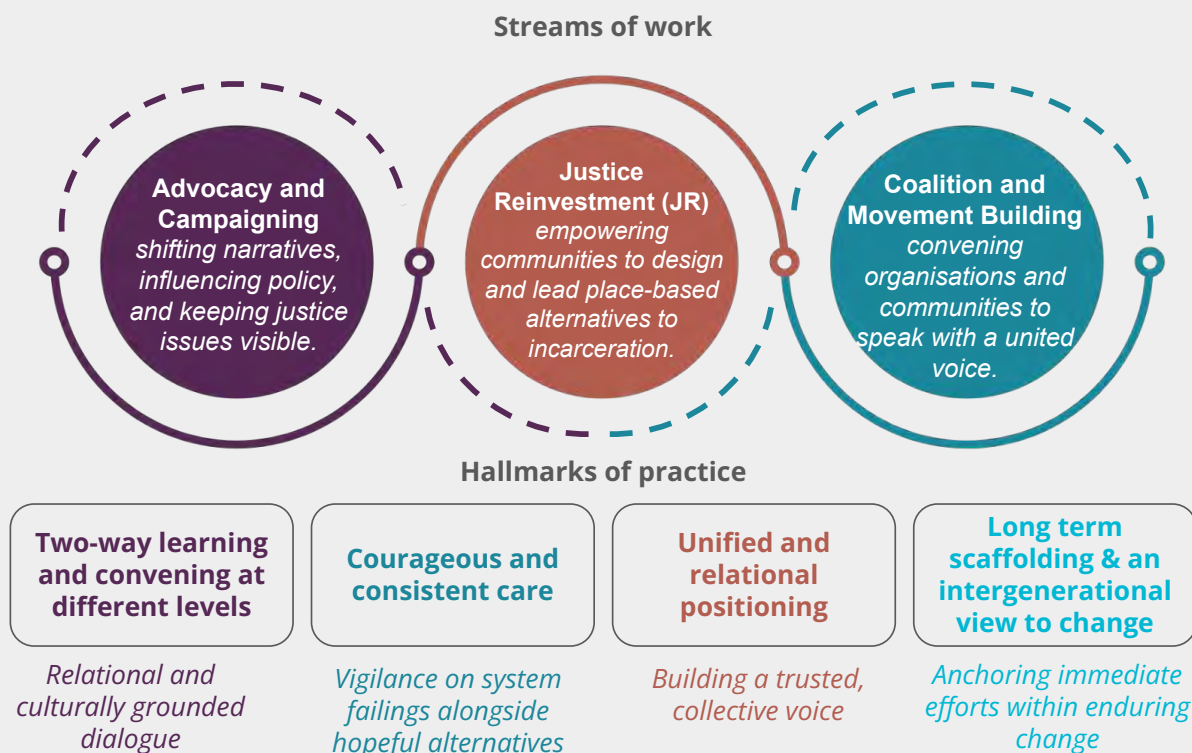 Streams of work
Advocacy and
Campaigning
shifting narratives,
influencing policy,
and keeping justice
issues visible.
Justice
Reinvestment (JR)
empowering
communities to design
and lead place-based
alternatives to
incarceration.
Coalition and
Movement Building
convening
organisations and
communities to
speak with a united
voice.
Hallmarks of practice
Two-way learning
and convening at
different levels
Relational and
culturally grounded
dialogue
Courageous and
consistent care
Vigilance on system
failings alongside
hopeful alternatives
Unified and
relational
positioning
Building a trusted,
collective voice
Long term
scaffolding & an
intergenerational
view to change
Anchoring immediate
efforts within enduring
change